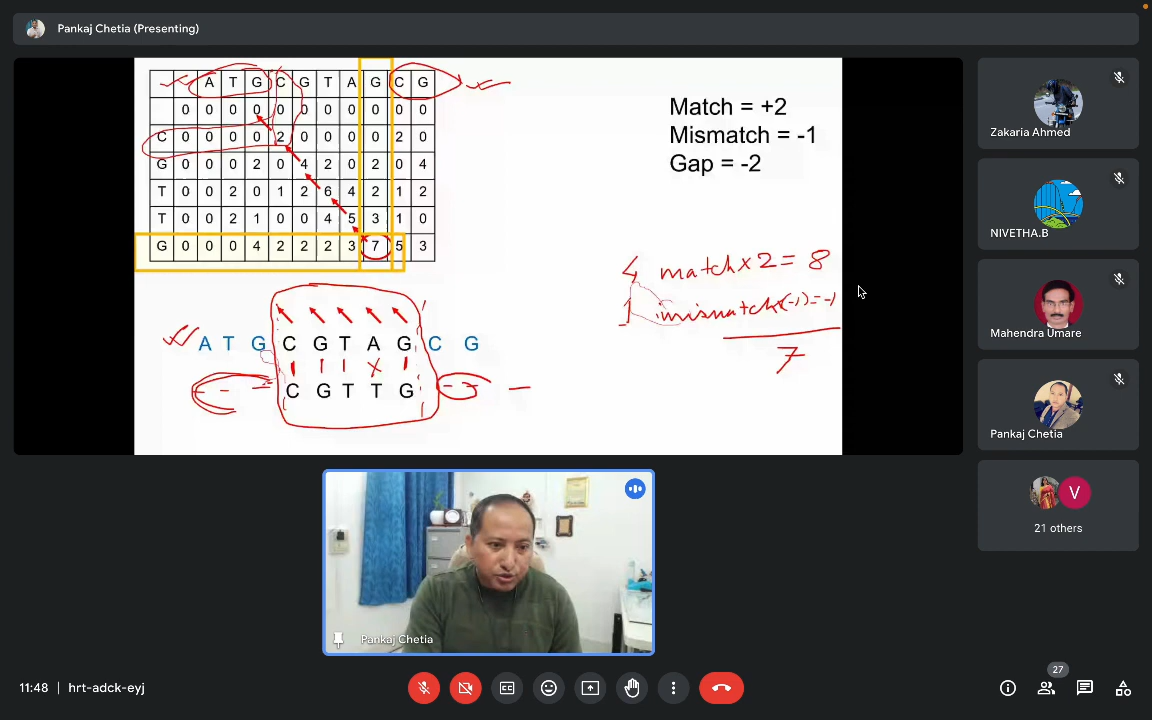 Pankaj Chetia (Presenting)
A T G C G T A G C G
0 0 0 0 0 0 0 0 0 0 0
C 0 0 0 0 2 0 0 0 0 2 0
G 0 0 0 2 0 4 2 0 2 0 4
T 0 0 2 0 1 2 6 4 2 1 2
T 0 0 2 1 0 0 4 5 3 1 0
G 0 0 0 4 2 2 2 3 7 5 3
Match = +2
Mismatch = -1
Gap = -2
4 match x 2 = 8
1 mismatch x(-1) = -1
7
A T G C G T A G C G
- - - C G T T G - - -
Zakaria Ahmed
NIVETHA.B
Mahendra Umare
Pankaj Chetia
V
21 others
Pankaj Chetia
11:48 | hrt-adck-eyj
CC
27